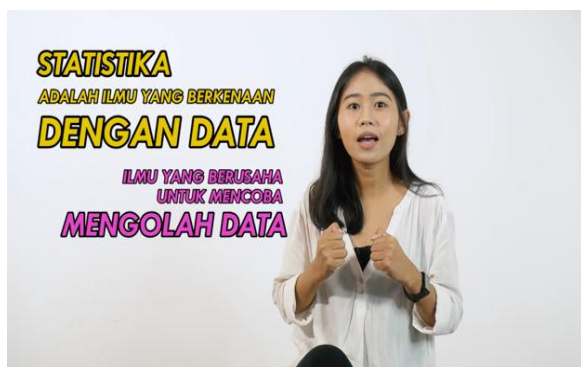 STATISTIKA
ADALAH ILMU YANG BERKENAAN
DENGAN DATA
ILMU YANG BERUSAHA
UNTUK MENCOBA
MENGOLAH DATA